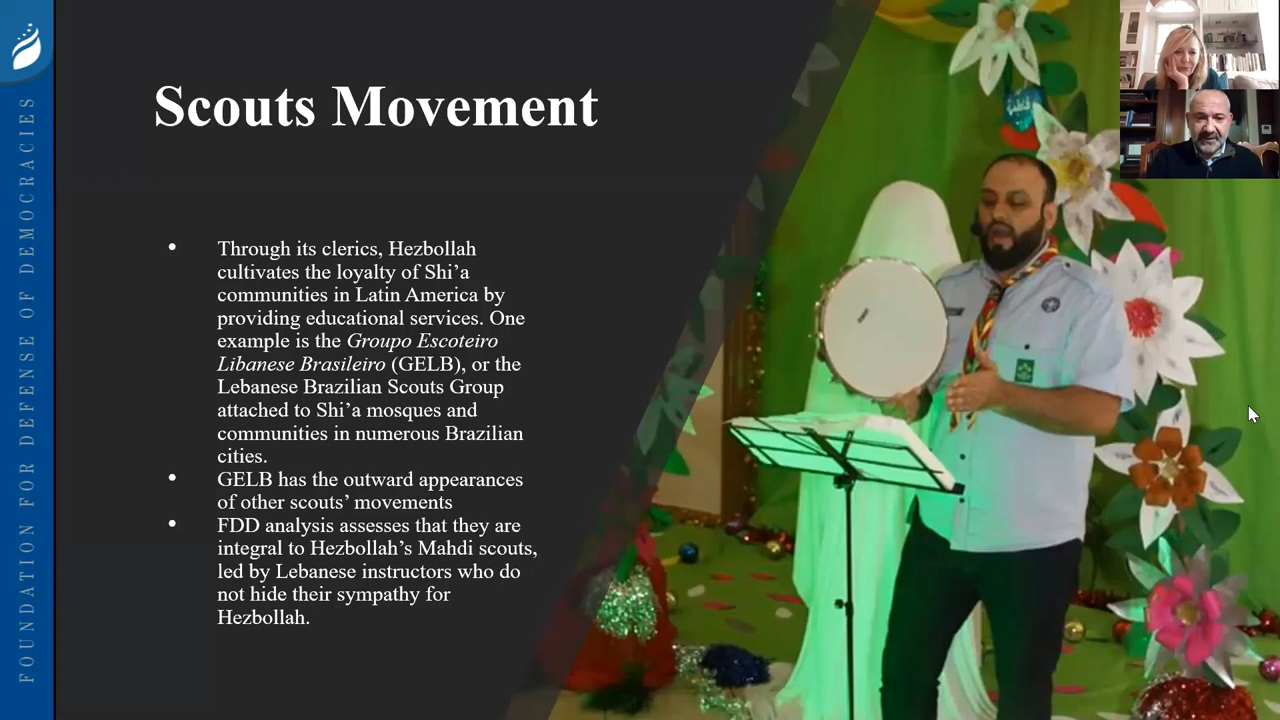 FOUNDATION FOR DEFENSE OF DEMOCRACIES
Scouts Movement
• Through its clerics, Hezbollah
cultivates the loyalty of Shi’a
communities in Latin America by
providing educational services. One
example is the Groupo Escoteiro
Libanese Brasileiro (GELB), or the
Lebanese Brazilian Scouts Group
attached to Shi’a mosques and
communities in numerous Brazilian
cities.
• GELB has the outward appearances
of other scouts’ movements
• FDD analysis assesses that they are
integral to Hezbollah’s Mahdi scouts,
led by Lebanese instructors who do
not hide their sympathy for
Hezbollah.